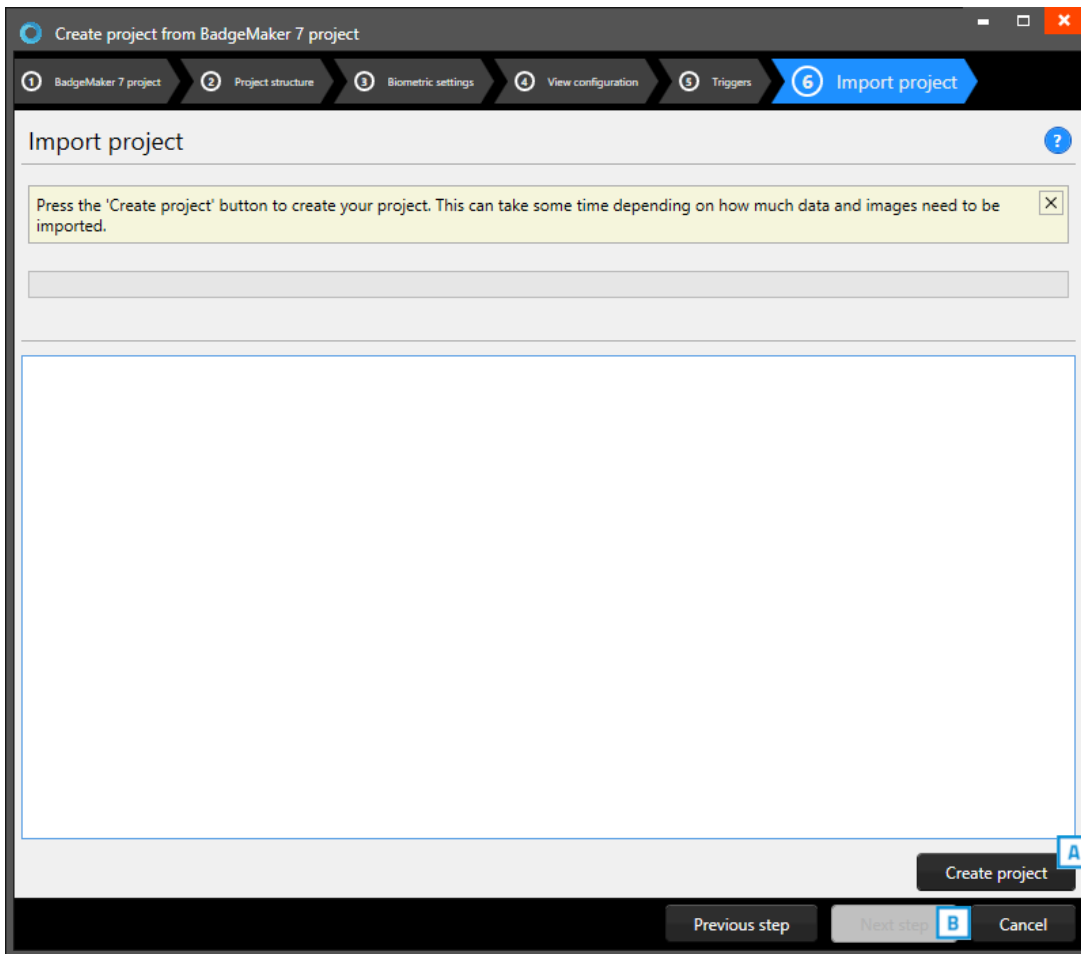 Create project from BadgeMaker 7 project
1 BadgeMaker 7 project 2 Project structure 3 Biometric settings 4 View configuration 5 Triggers 6 Import project
Import project ?
Press the 'Create project' button to create your project. This can take some time depending on how much data and images need to be
imported.
A
Create project
Previous step Next step B Cancel